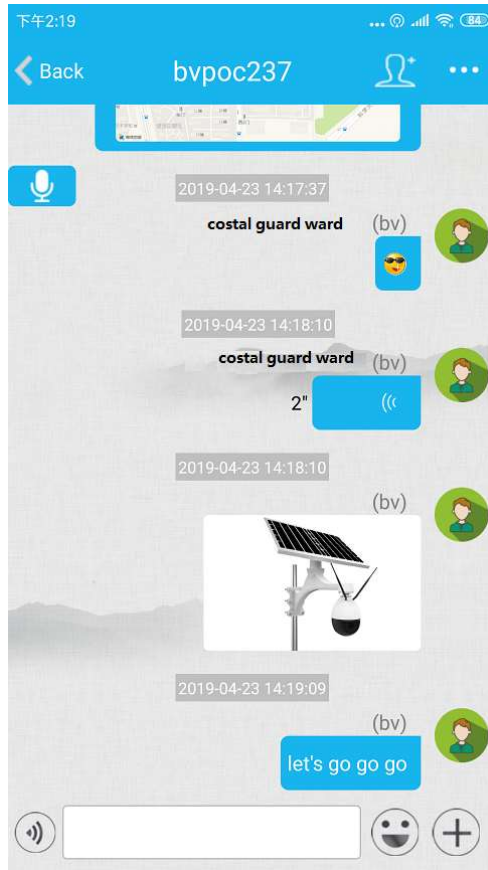 下午2:19
... 84
Back
bvpoc237
2019-04-23 14:17:37
costal guard ward
(bv)
2019-04-23 14:18:10
costal guard ward
(bv)
2"
2019-04-23 14:18:10
(bv)
2019-04-23 14:19:09
(bv)
let's go go go